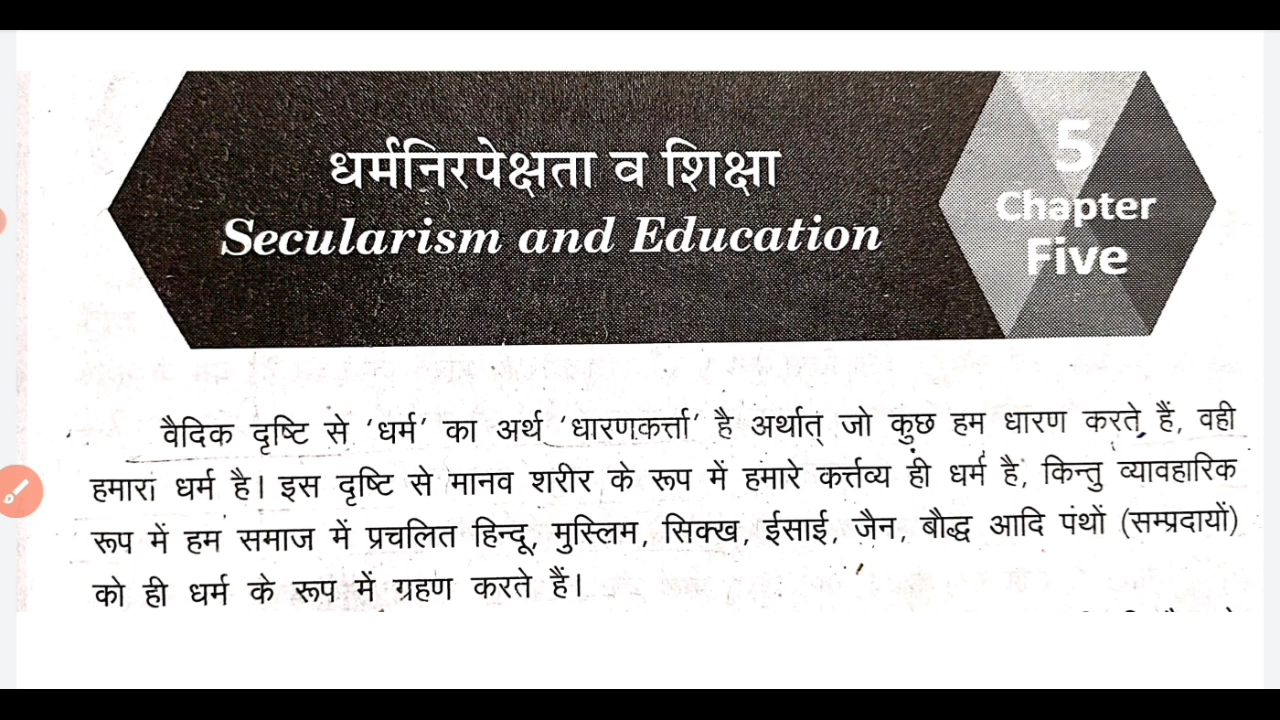 धर्मनिरपेक्षता व शिक्षा
Secularism and Education
5
Chapter
Five
वैदिक दृष्टि से 'धर्म' का अर्थ 'धारणकर्त्ता' है अर्थात् जो कुछ हम धारण करते हैं, वही
हमारा धर्म है। इस दृष्टि से मानव शरीर के रूप में हमारे कर्त्तव्य ही धर्म है, किन्तु व्यावहारिक
रूप में हम समाज में प्रचलित हिन्दू, मुस्लिम, सिक्ख, ईसाई, जैन, बौद्ध आदि पंथों (सम्प्रदायों)
को ही धर्म के रूप में ग्रहण करते हैं।